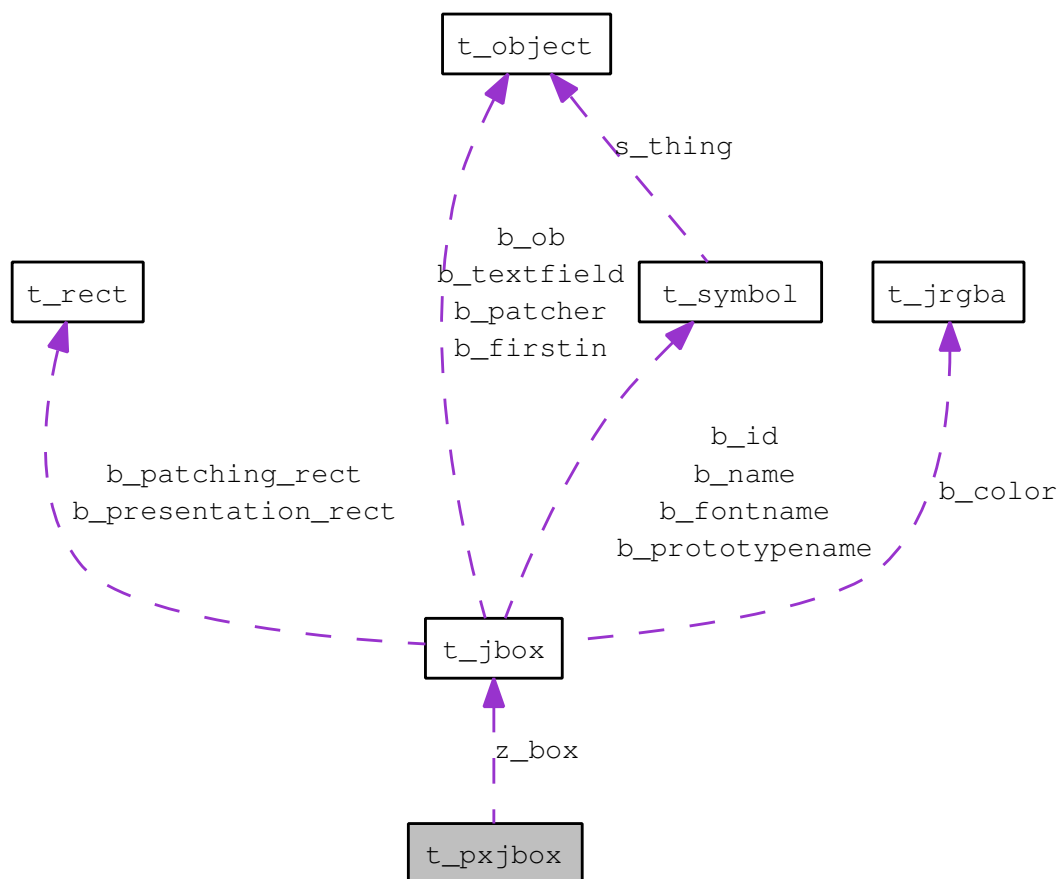 t_object
s_thing
b_ob
b_textfield
b_patcher
b_firstin
t_rect
t_symbol
t_jrgba
b_patching_rect
b_presentation_rect
b_id
b_name
b_fontname
b_prototypename
b_color
t_jbox
z_box
t_pxjbox